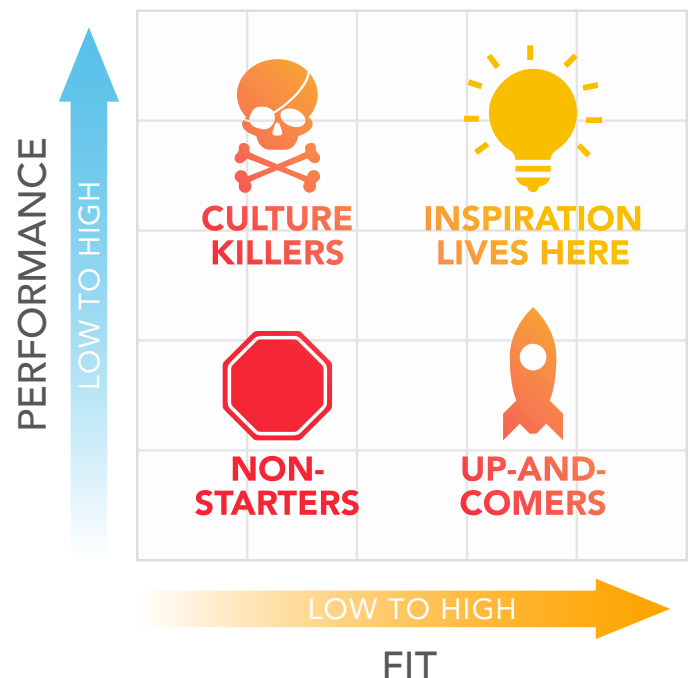 PERFORMANCE
LOW TO HIGH
CULTURE
KILLERS
INSPIRATION
LIVES HERE
NON-
STARTERS
UP-AND-
COMERS
LOW TO HIGH
FIT